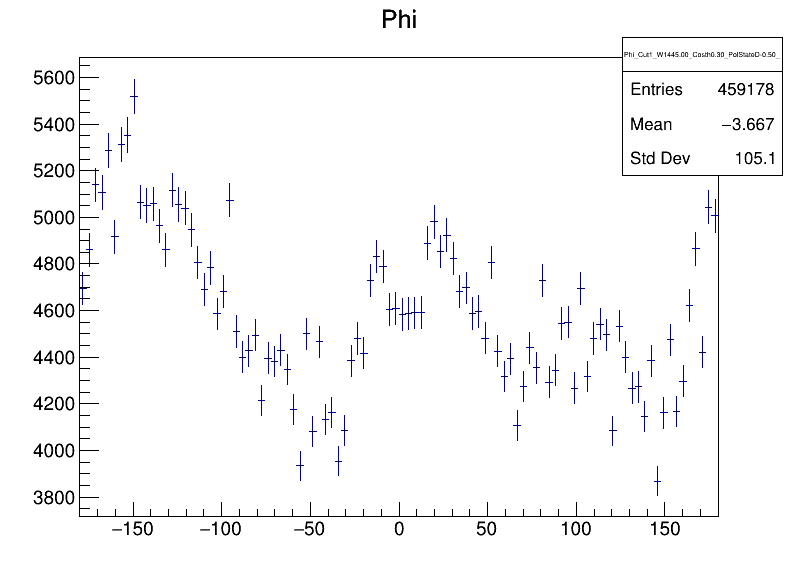 Phi
Phi_Cut1_W1445.00_Costh0.30_PolStateD-0.50_
Entries 459178
Mean −3.667
Std Dev 105.1
5600
5400
5200
5000
4800
4600
4400
4200
4000
3800
−150 −100 −50 0 50 100 150